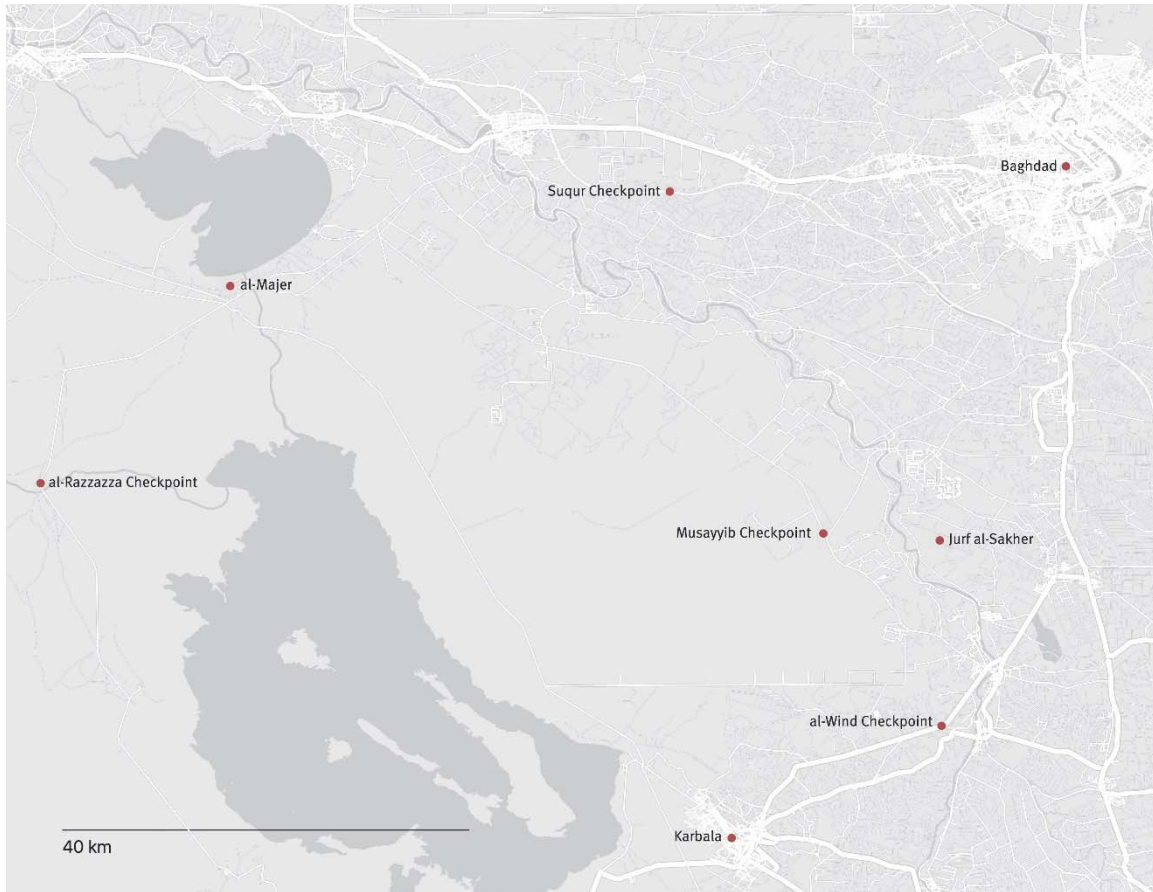 Baghdad
Suqur Checkpoint
al-Majer
al-Razzazza Checkpoint
Musayyib Checkpoint
Jurf al-Sakher
al-Wind Checkpoint
Karbala
40 km